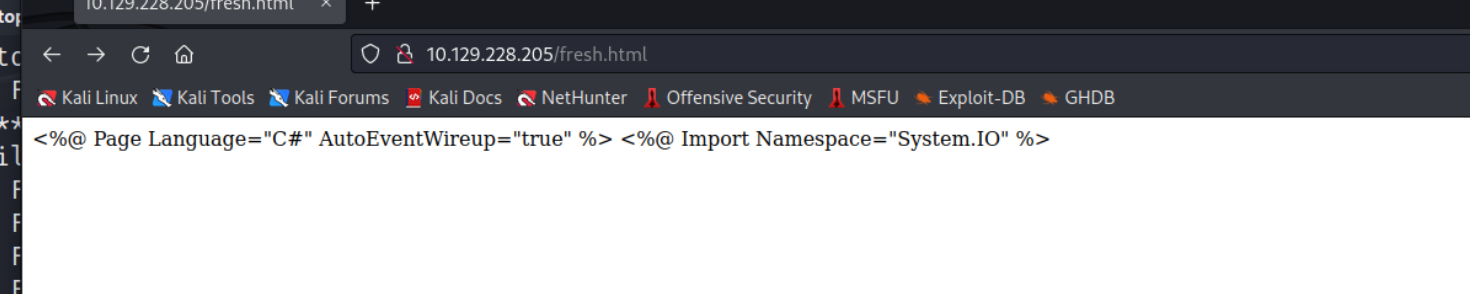 10.129.228.205/fresh.html × +
10.129.228.205/fresh.html
Kali Linux Kali Tools Kali Forums Kali Docs NetHunter Offensive Security MSFU Exploit-DB GHDB
<%@ Page Language="C#" AutoEventWireup="true" %> <%@ Import Namespace="System.IO" %>